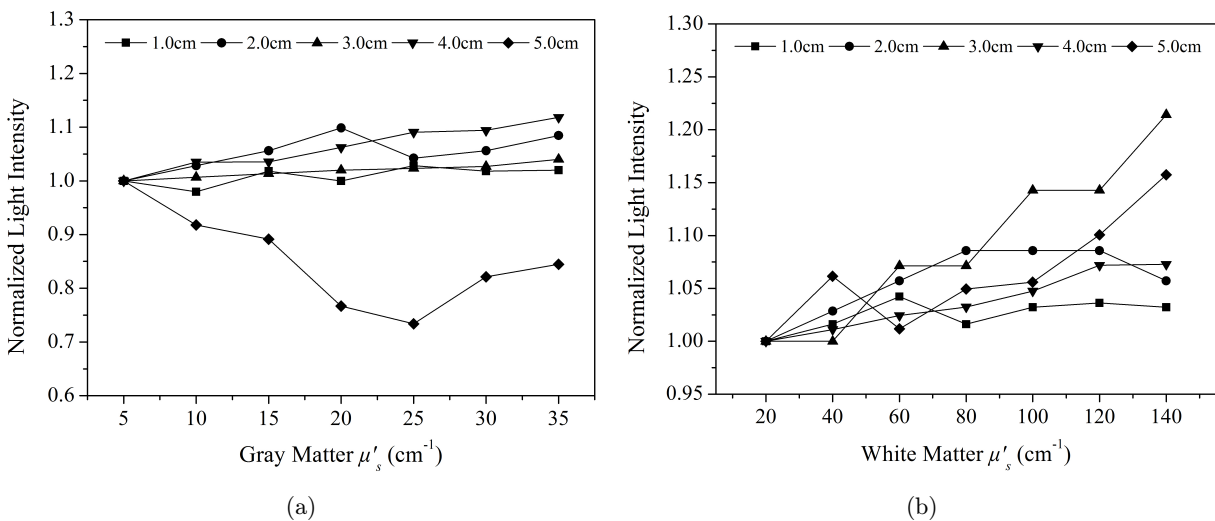 1.3
1.2
1.1
1.0
0.9
0.8
0.7
0.6
Normalized Light Intensity
1.0cm 2.0cm 3.0cm 4.0cm 5.0cm
5 10 15 20 25 30 35
Gray Matter μ′s (cm-1)
(a)
1.30
1.25
1.20
1.15
1.10
1.05
1.00
0.95
Normalized Light Intensity
1.0cm 2.0cm 3.0cm 4.0cm 5.0cm
20 40 60 80 100 120 140
White Matter μ′s (cm-1)
(b)